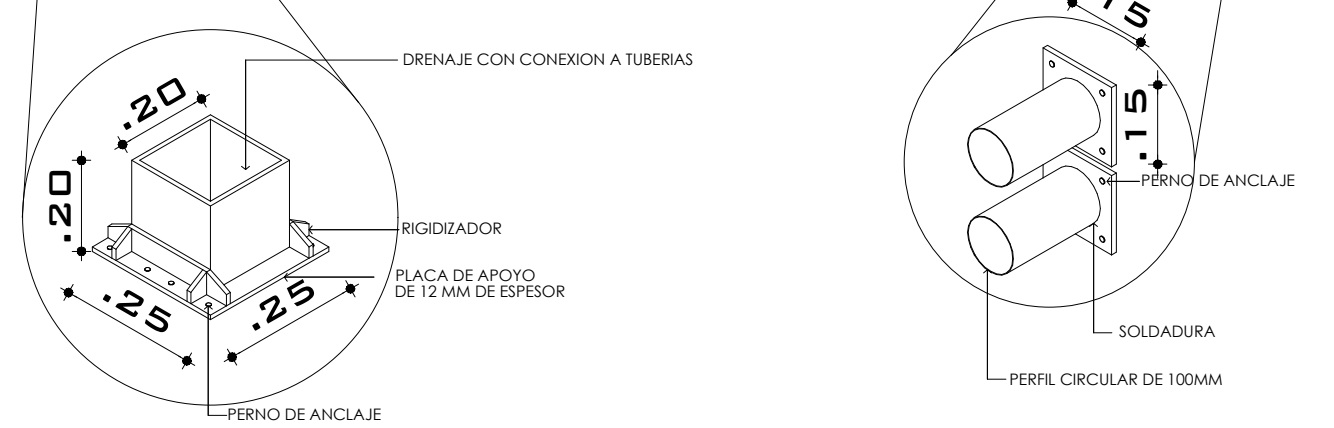 DRENAJE CON CONEXION A TUBERIAS
.20
.20
RIGIDIZADOR
PLACA DE APOYO
DE 12 MM DE ESPESOR
.25
.25
PERNO DE ANCLAJE
15
.15
PERNO DE ANCLAJE
SOLDADURA
PERFIL CIRCULAR DE 100MM